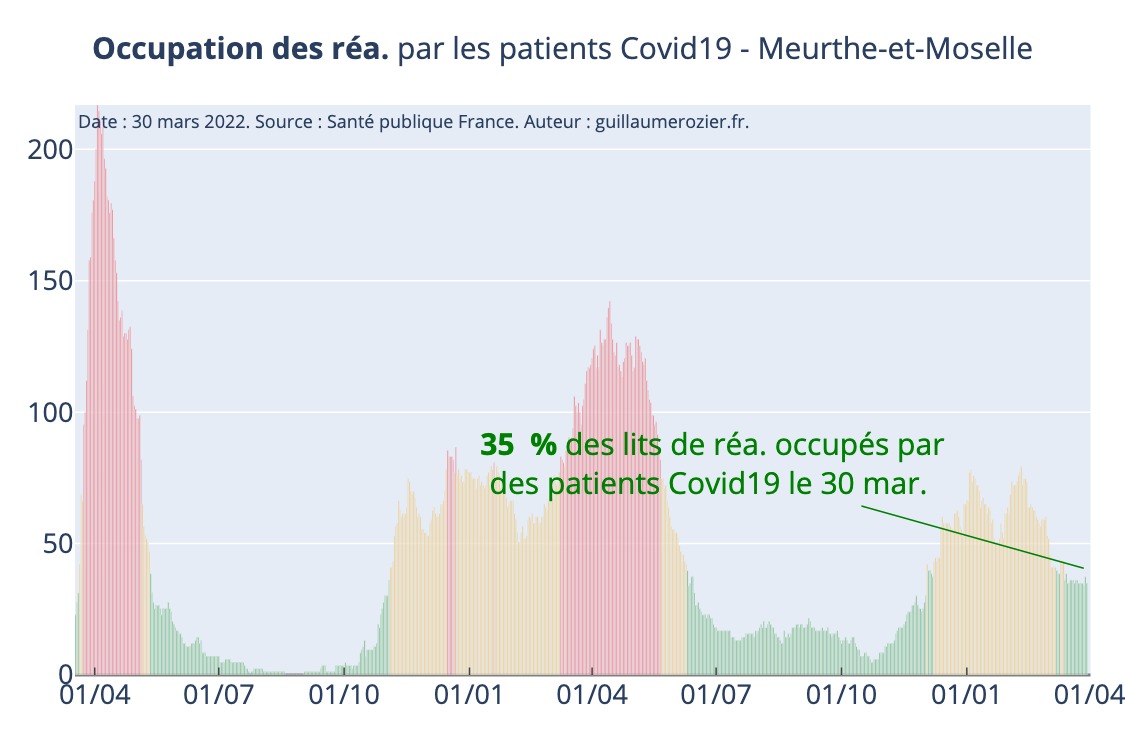 Occupation des réa. par les patients Covid19 - Meurthe-et-Moselle
Date : 30 mars 2022. Source : Santé publique France. Auteur : guillaumerozier.fr.
200
150
100
35 % des lits de réa. occupés par
des patients Covid19 le 30 mar.
50
0
01/04 01/07 01/10 01/01 01/04 01/07 01/10 01/01 01/04